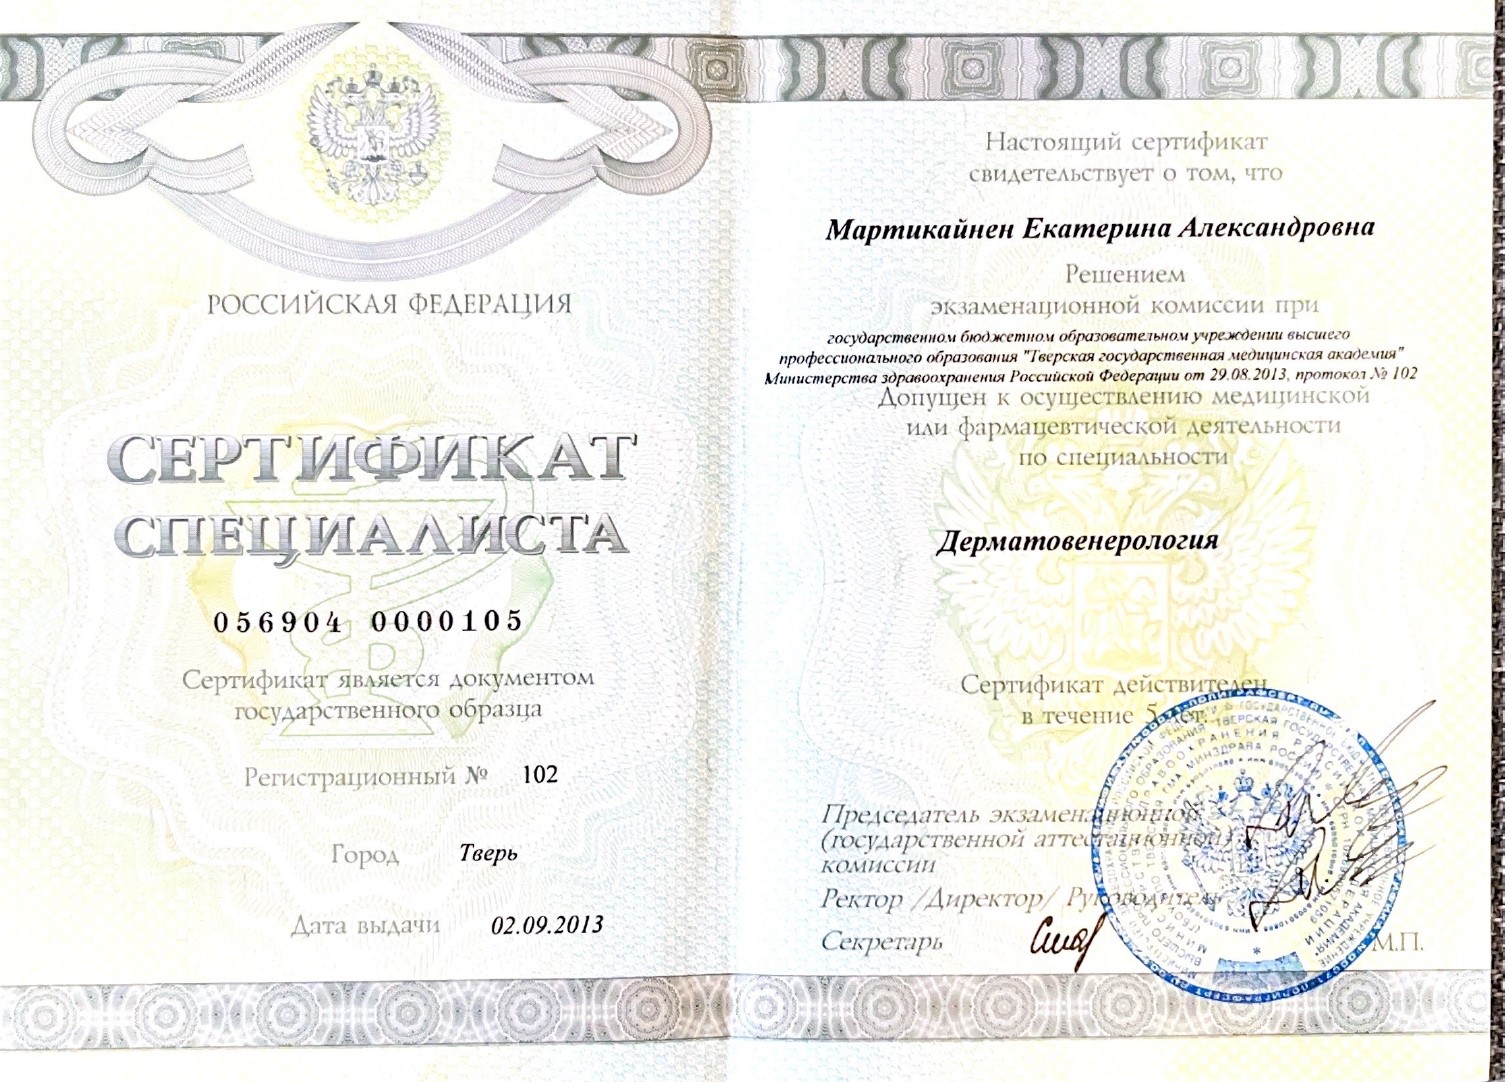 РОССИЙСКАЯ ФЕДЕРАЦИЯ
СЕРТИФИКАТ
СПЕЦИАЛИСТА
056904 0000105
Сертификат является документом
государственного образца
Регистрационный № 102
Город Тверь
Дата выдачи 02.09.2013
Настоящий сертификат
свидетельствует о том, что
Мартикайнен Екатерина Александровна
Решением
экзаменационной комиссии при
государственном бюджетном образовательном учреждении высшего
профессионального образования "Тверская государственная медицинская академия"
Министерства здравоохранения Российской Федерации от 29.08.2013, протокол № 102
Допущен к осуществлению медицинской
или фармацевтической деятельности
по специальности
Дерматовенерология
Сертификат действителен
в течение 5 лет.
Председатель экзаменационной
(государственной аттестационной)
комиссии
Ректор /Директор/ Руководитель
Секретарь
М.П.